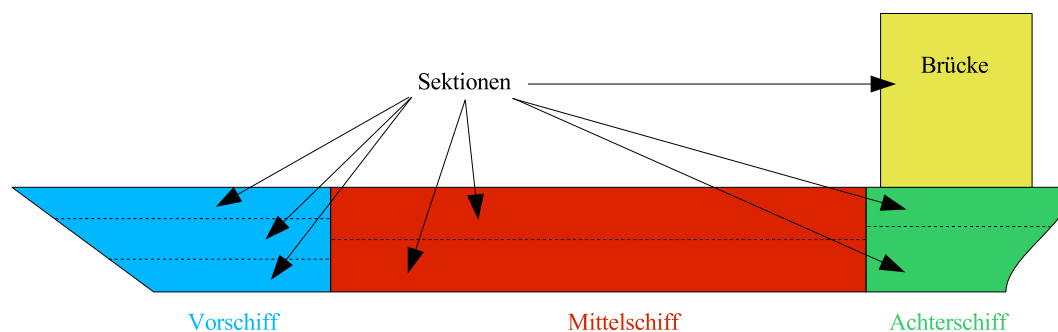 Brücke
Sektionen
Vorschiff
Mittelschiff
Achterschiff